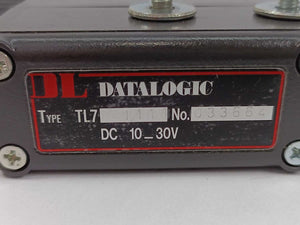 DL DATALOGIC
TYPE TL7 No.
DC 10_30V